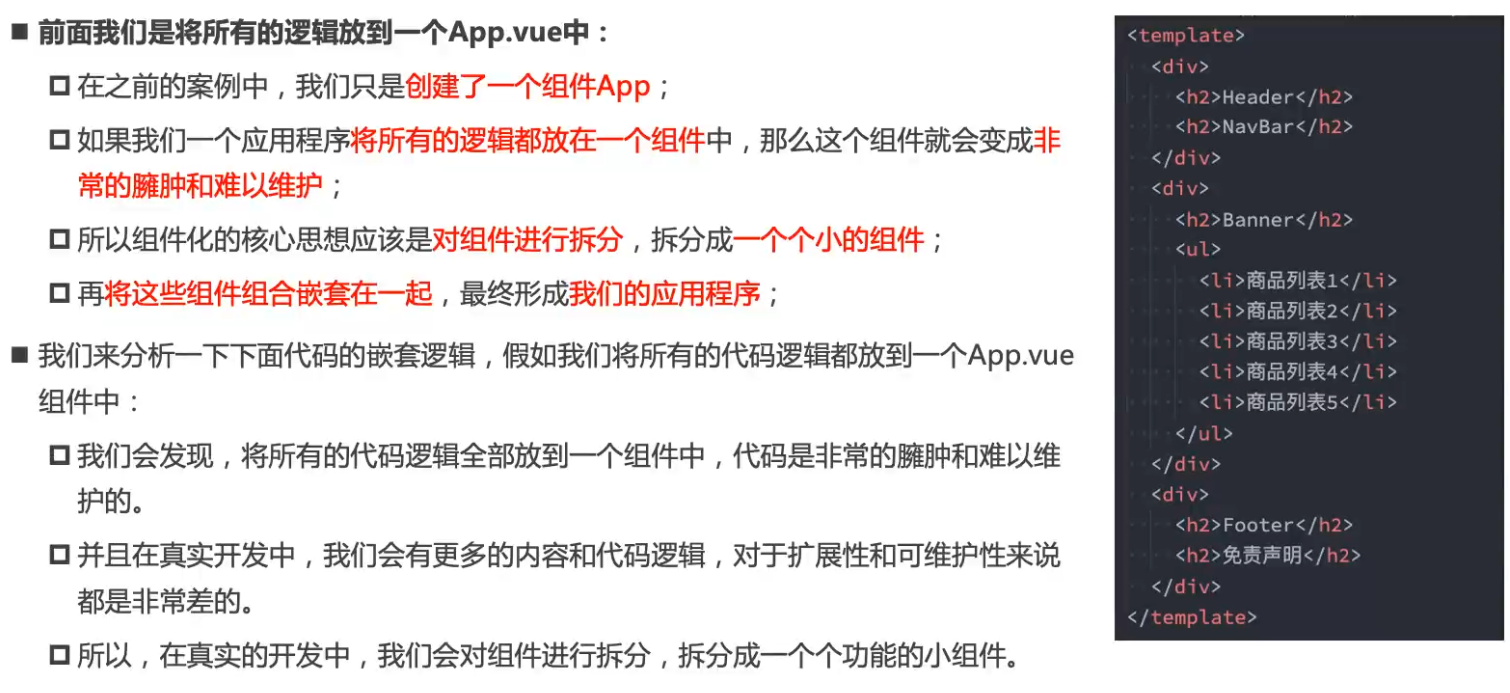 前面我们是将所有的逻辑放到一个App.vue中：
在之前的案例中，我们只是创建了一个组件App；
如果我们一个应用程序将所有的逻辑都放在一个组件中，那么这个组件就会变成非
常的臃肿和难以维护；
所以组件化的核心思想应该是对组件进行拆分，拆分成一个个小的组件；
再将这些组件组合嵌套在一起，最终形成我们的应用程序；
我们来分析一下下面代码的嵌套逻辑，假如我们将所有的代码逻辑都放到一个App.vue
组件中：
我们会发现，将所有的代码逻辑全部放到一个组件中，代码是非常的臃肿和难以维
护的。
并且在真实开发中，我们会有更多的内容和代码逻辑，对于扩展性和可维护性来说
都是非常差的。
所以，在真实的开发中，我们会对组件进行拆分，拆分成一个个功能的小组件。
<template>
<div>
<h2>Header</h2>
<h2>NavBar</h2>
</div>
<div>
<h2>Banner</h2>
<ul>
<li>商品列表1</li>
<li>商品列表2</li>
<li>商品列表3</li>
<li>商品列表4</li>
<li>商品列表5</li>
</ul>
</div>
<div>
<h2>Footer</h2>
<h2>免责声明</h2>
</div>
</template>